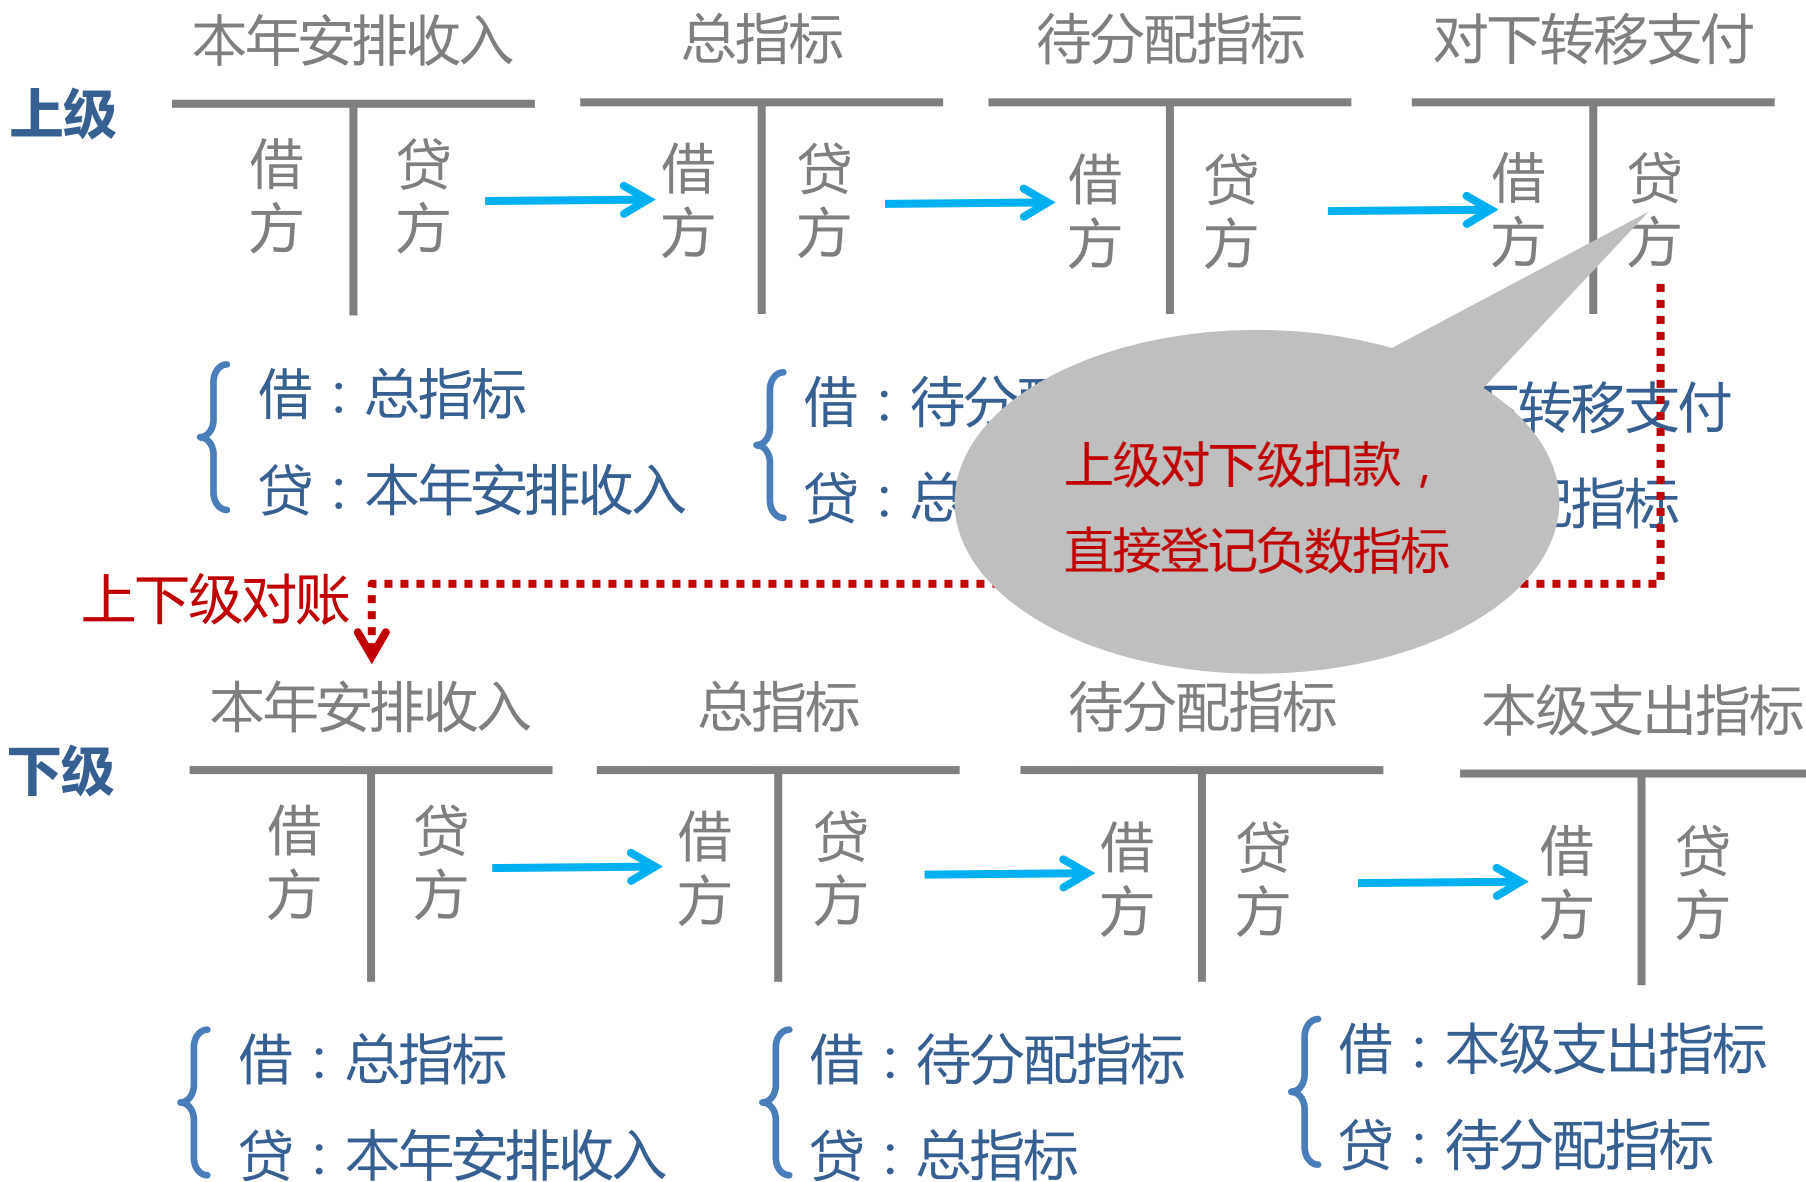 本年安排收入 总指标 待分配指标 对下转移支付
上级
借方 贷方 借方 贷方 借方 贷方 借方 贷方
借：总指标
贷：本年安排收入
借：待分
贷：
转移支付
指标
上级对下级扣款，
直接登记负数指标
上下级对账
本年安排收入 总指标 待分配指标 本级支出指标
下级
借方 贷方 借方 贷方 借方 贷方 借方 贷方
借：总指标
贷：本年安排收入
借：待分配指标
贷：总指标
借：本级支出指标
贷：待分配指标